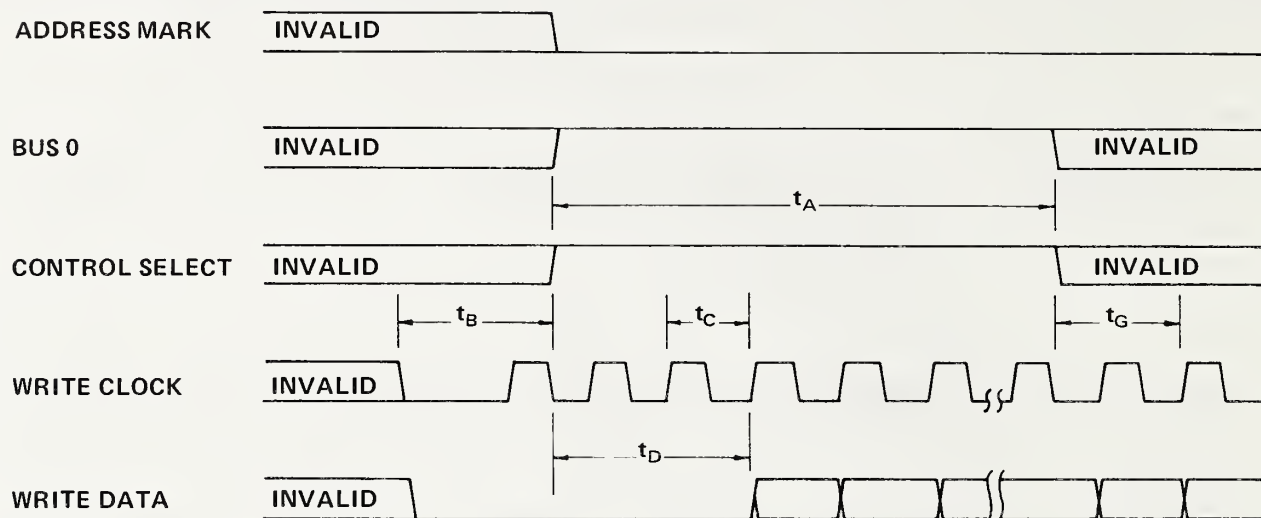 ADDRESS MARK INVALID
BUS 0 INVALID INVALID
tA
CONTROL SELECT INVALID INVALID
tB tC tG
WRITE CLOCK INVALID
tD
WRITE DATA INVALID